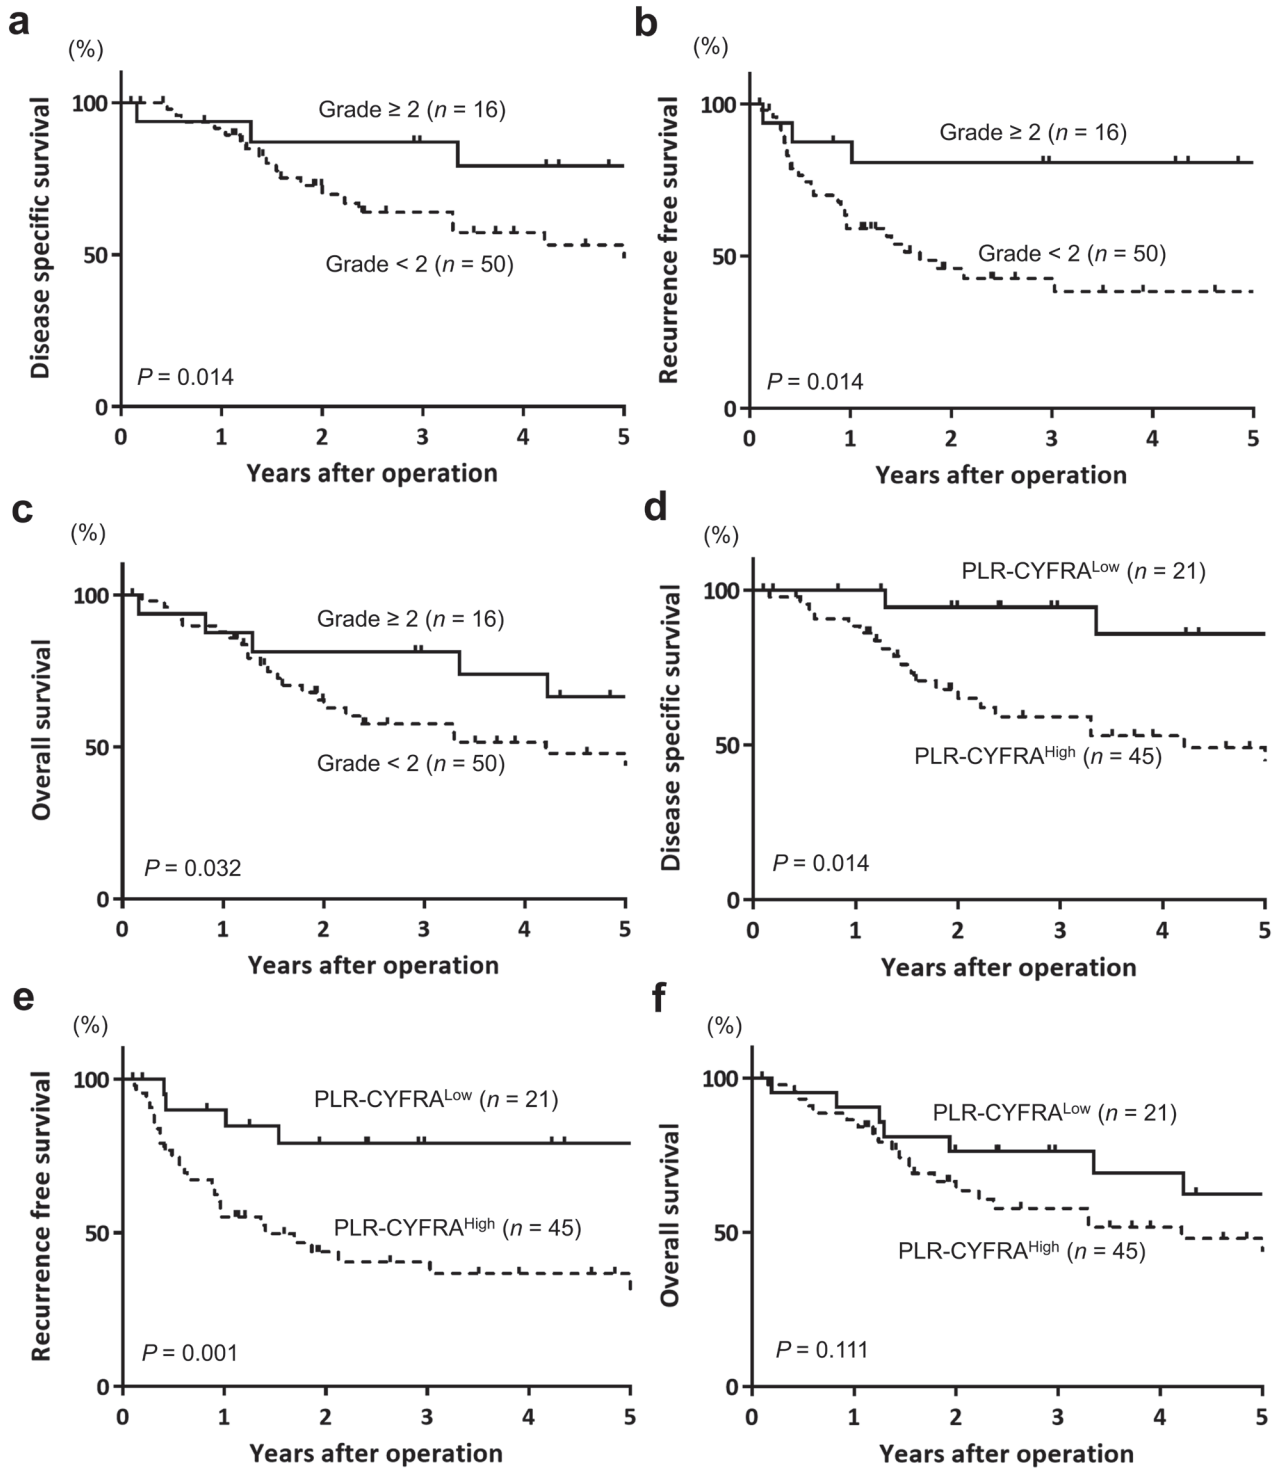 a
(%)
Disease specific survival
100
50
0
Grade ≥ 2 (n = 16)
Grade < 2 (n = 50)
P = 0.014
0 1 2 3 4 5
Years after operation
b
(%)
Recurrence free survival
100
50
0
Grade ≥ 2 (n = 16)
Grade < 2 (n = 50)
P = 0.014
0 1 2 3 4 5
Years after operation
c
(%)
Overall survival
100
50
0
Grade ≥ 2 (n = 16)
Grade < 2 (n = 50)
P = 0.032
0 1 2 3 4 5
Years after operation
d
(%)
Disease specific survival
100
50
0
PLR-CYFRALow (n = 21)
PLR-CYFRAHigh (n = 45)
P = 0.014
0 1 2 3 4 5
Years after operation
e
(%)
Recurrence free survival
100
50
0
PLR-CYFRALow (n = 21)
PLR-CYFRAHigh (n = 45)
P = 0.001
0 1 2 3 4 5
Years after operation
f
(%)
Overall survival
100
50
0
PLR-CYFRALow (n = 21)
PLR-CYFRAHigh (n = 45)
P = 0.111
0 1 2 3 4 5
Years after operation